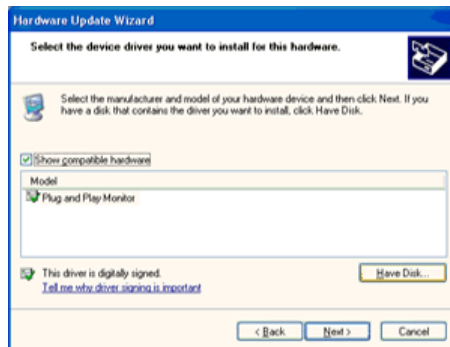 Hardware Update Wizard
Select the device driver you want to install for this hardware.
Select the manufacturer and model of your hardware device and then click Next. If you
have a disk that contains the driver you want to install, click Have Disk.
Show compatible hardware
Model
Plug and Play Monitor
This driver is digitally signed.
Have Disk...
Tell me why driver signing is important
< Back
Next >
Cancel